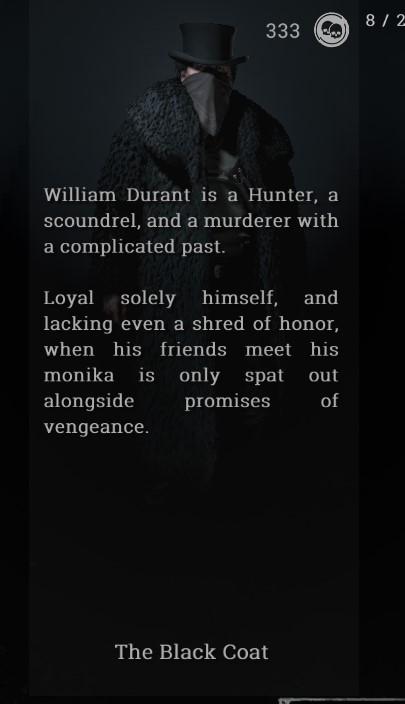 333
8 / 2
William Durant is a Hunter, a
scoundrel, and a murderer with
a complicated past.
Loyal solely himself, and
lacking even a shred of honor,
when his friends meet his
monika is only spat out
alongside promises of
vengeance.
The Black Coat